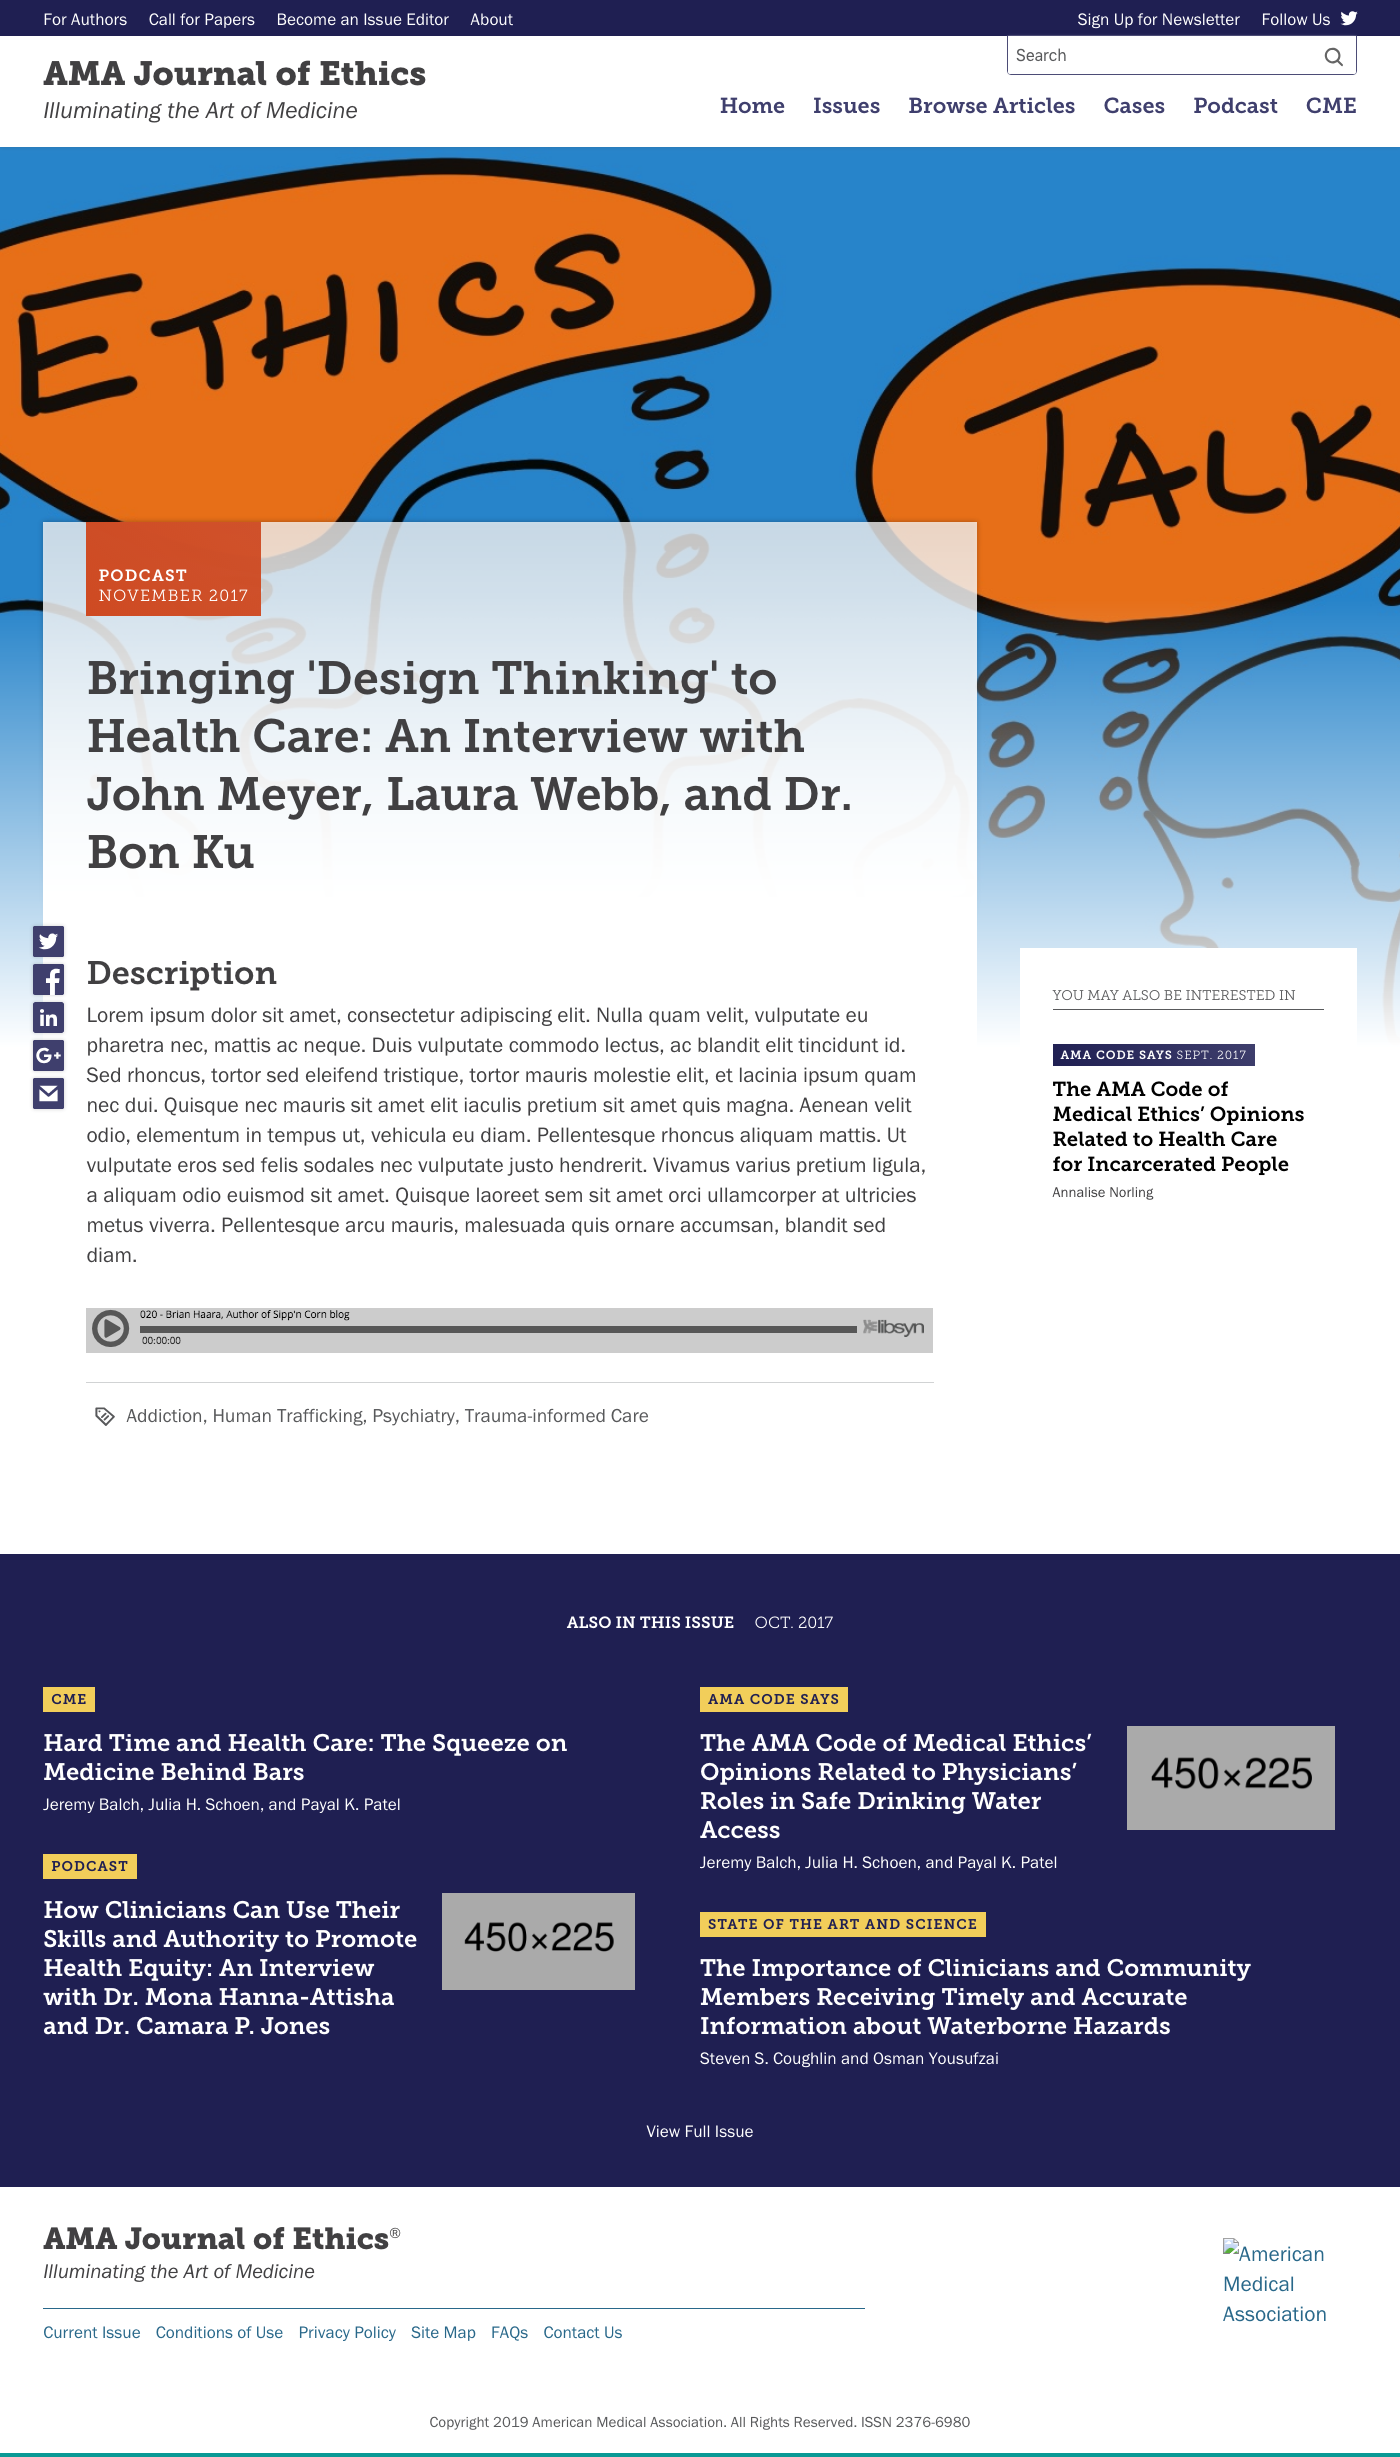 For Authors Call for Papers Become an Issue Editor About Sign Up for Newsletter Follow Us
AMA Journal of Ethics
Illuminating the Art of Medicine
Search
Home Issues Browse Articles Cases Podcast CME
ETHICS
TALK
PODCAST
NOVEMBER 2017
Bringing 'Design Thinking' to
Health Care: An Interview with
John Meyer, Laura Webb, and Dr.
Bon Ku
Description
Lorem ipsum dolor sit amet, consectetur adipiscing elit. Nulla quam velit, vulputate eu
pharetra nec, mattis ac neque. Duis vulputate commodo lectus, ac blandit elit tincidunt id.
Sed rhoncus, tortor sed eleifend tristique, tortor mauris molestie elit, et lacinia ipsum quam
nec dui. Quisque nec mauris sit amet elit iaculis pretium sit amet quis magna. Aenean velit
odio, elementum in tempus ut, vehicula eu diam. Pellentesque rhoncus aliquam mattis. Ut
vulputate eros sed felis sodales nec vulputate justo hendrerit. Vivamus varius pretium ligula,
a aliquam odio euismod sit amet. Quisque laoreet sem sit amet orci ullamcorper at ultricies
metus viverra. Pellentesque arcu mauris, malesuada quis ornare accumsan, blandit sed
diam.
020 - Brian Haara, Author of Sipp'n Corn blog
00:00:00
libsyn
Addiction, Human Trafficking, Psychiatry, Trauma-informed Care
YOU MAY ALSO BE INTERESTED IN
AMA CODE SAYS SEPT. 2017
The AMA Code of
Medical Ethics’ Opinions
Related to Health Care
for Incarcerated People
Annalise Norling
ALSO IN THIS ISSUE OCT. 2017
CME
Hard Time and Health Care: The Squeeze on
Medicine Behind Bars
Jeremy Balch, Julia H. Schoen, and Payal K. Patel
PODCAST
How Clinicians Can Use Their
Skills and Authority to Promote
Health Equity: An Interview
with Dr. Mona Hanna-Attisha
and Dr. Camara P. Jones
450×225
AMA CODE SAYS
The AMA Code of Medical Ethics’
Opinions Related to Physicians’
Roles in Safe Drinking Water
Access
Jeremy Balch, Julia H. Schoen, and Payal K. Patel
450×225
STATE OF THE ART AND SCIENCE
The Importance of Clinicians and Community
Members Receiving Timely and Accurate
Information about Waterborne Hazards
Steven S. Coughlin and Osman Yousufzai
View Full Issue
AMA Journal of Ethics®
Illuminating the Art of Medicine
American
Medical
Association
Current Issue Conditions of Use Privacy Policy Site Map FAQs Contact Us
Copyright 2019 American Medical Association. All Rights Reserved. ISSN 2376-6980